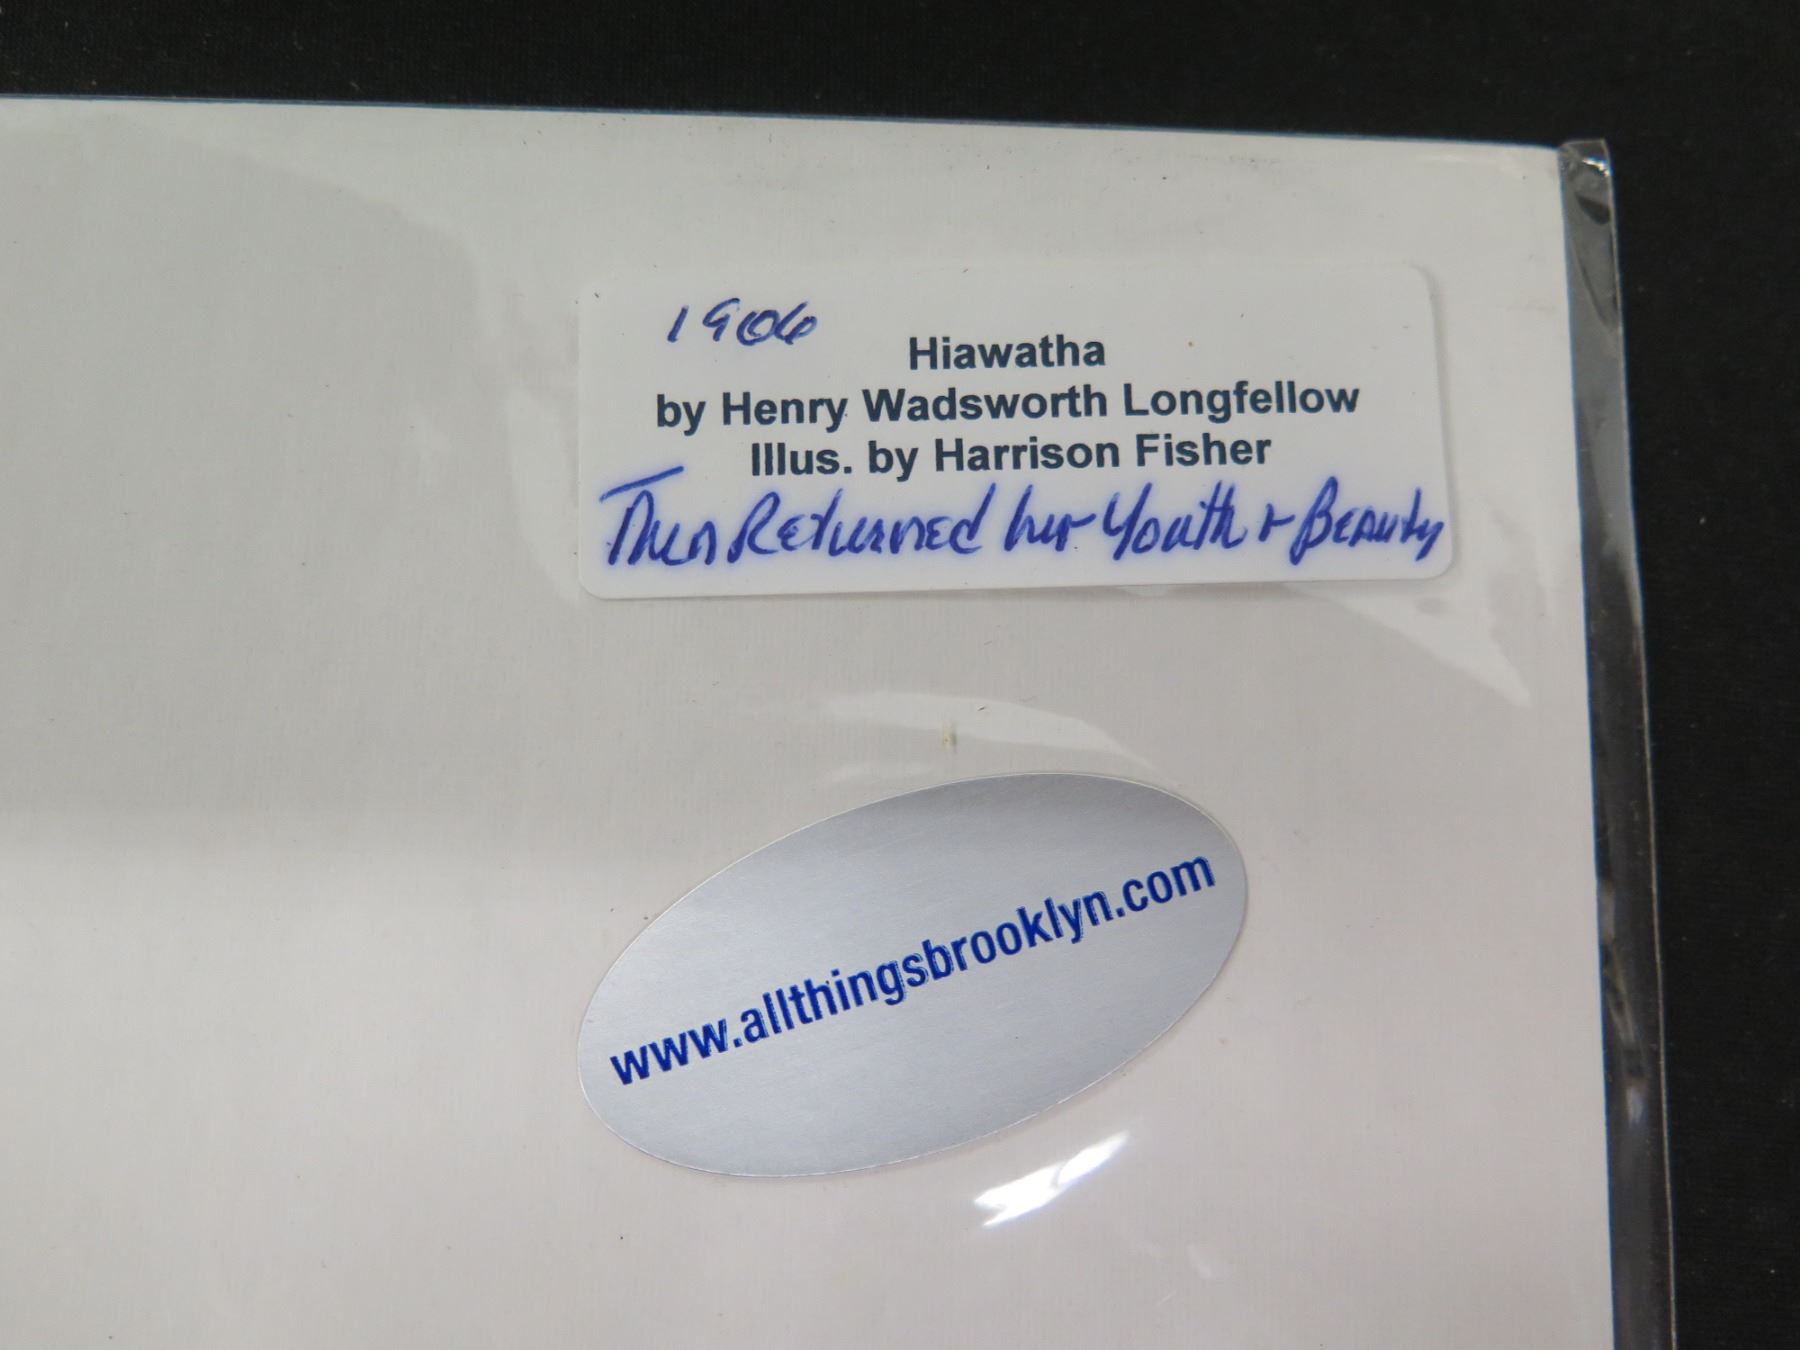 1906
Hiawatha
by Henry Wadsworth Longfellow
Illus. by Harrison Fisher
Then Returned her Youth & Beauty
www.allthingsbrooklyn.com